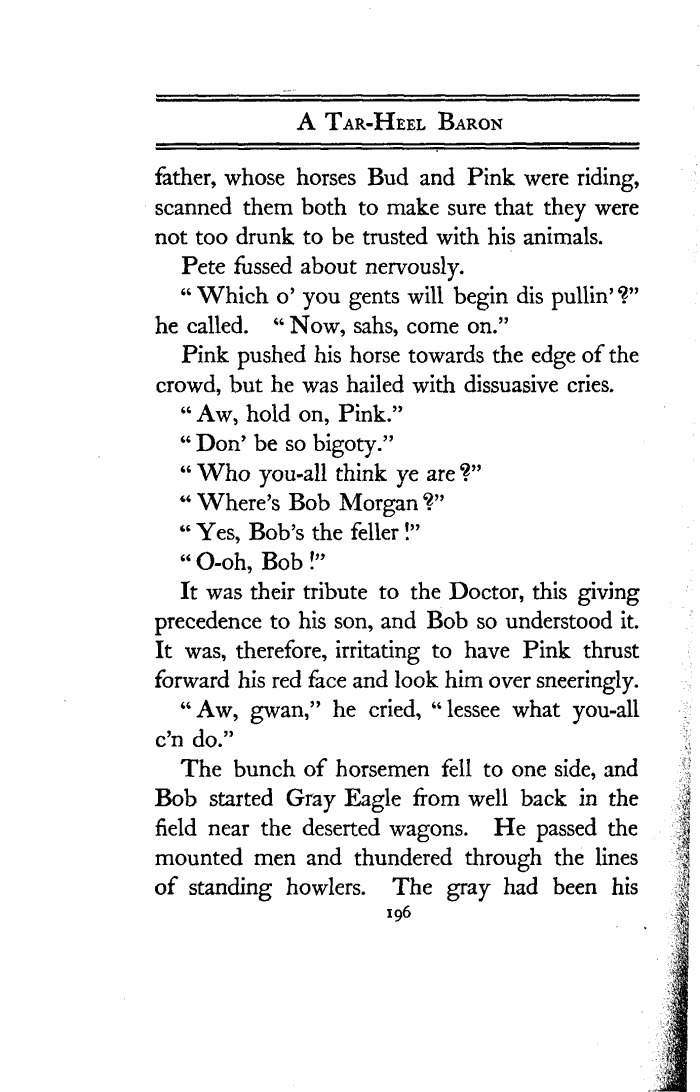 A TAR-HEEL BARON
father, whose horses Bud and Pink were riding,
scanned them both to make sure that they were
not too drunk to be trusted with his animals.
Pete fussed about nervously.
“ Which o’ you gents will begin dis pullin’?”
he called. “ Now, sahs, come on.”
Pink pushed his horse towards the edge of the
crowd, but he was hailed with dissuasive cries.
“ Aw, hold on, Pink.”
“ Don’ be so bigoty.”
“ Who you-all think ye are?”
“ Where’s Bob Morgan?”
“ Yes, Bob’s the feller!”
“ O-oh, Bob!”
It was their tribute to the Doctor, this giving
precedence to his son, and Bob so understood it.
It was, therefore, irritating to have Pink thrust
forward his red face and look him over sneeringly.
“ Aw, gwan,” he cried, “ lessee what you-all
c’n do.”
The bunch of horsemen fell to one side, and
Bob started Gray Eagle from well back in the
field near the deserted wagons. He passed the
mounted men and thundered through the lines
of standing howlers. The gray had been his
196